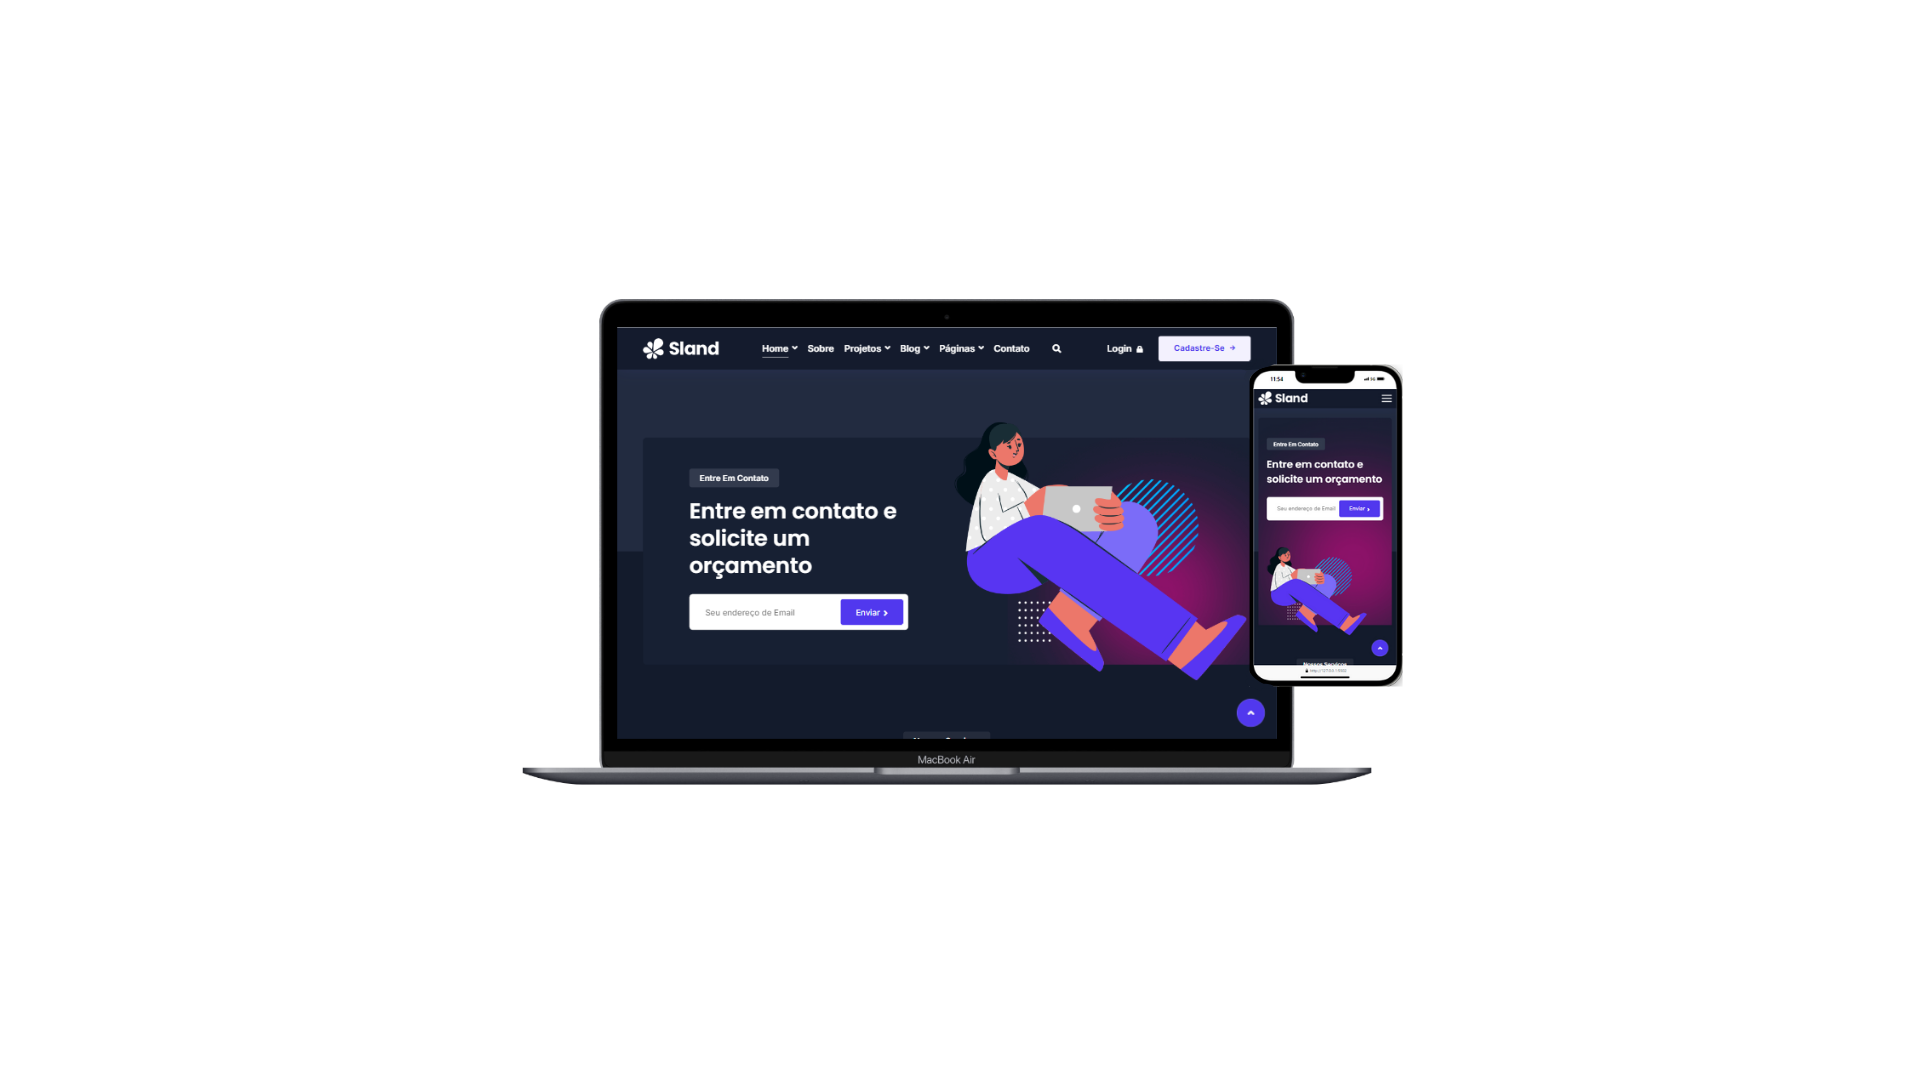 Sland
Home Sobre Projetos Blog Páginas Contato Login Cadastre-Se
Entre Em Contato
Entre em contato e
solicite um
orçamento
Seu endereço de Email Enviar
MacBook Air
11:54
Sland
Entre Em Contato
Entre em contato e
solicite um orçamento
Seu endereço de Email Enviar
Nossos Serviços